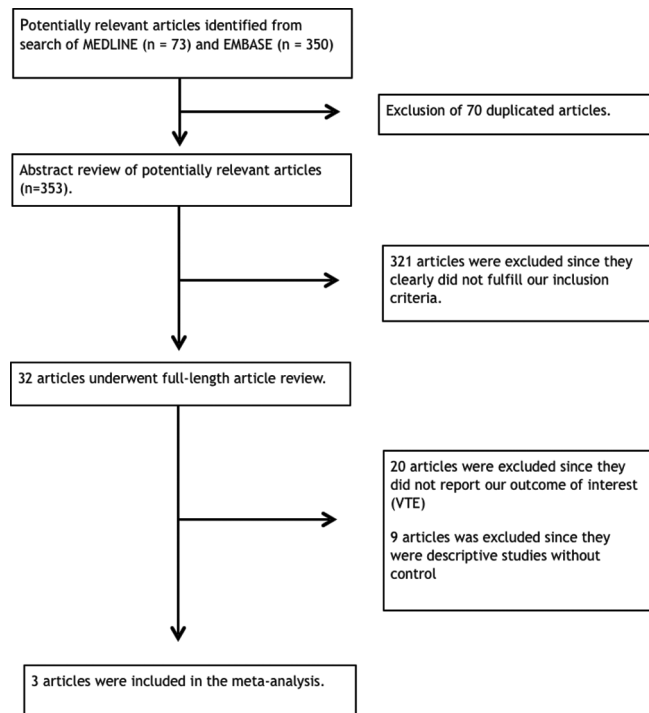 Potentially relevant articles identified from
search of MEDLINE (n = 73) and EMBASE (n = 350)
Exclusion of 70 duplicated articles.
Abstract review of potentially relevant articles
(n=353).
321 articles were excluded since they
clearly did not fulfill our inclusion
criteria.
32 articles underwent full-length article review.
20 articles were excluded since they
did not report our outcome of interest
(VTE)
9 articles was excluded since they
were descriptive studies without
control
3 articles were included in the meta-analysis.